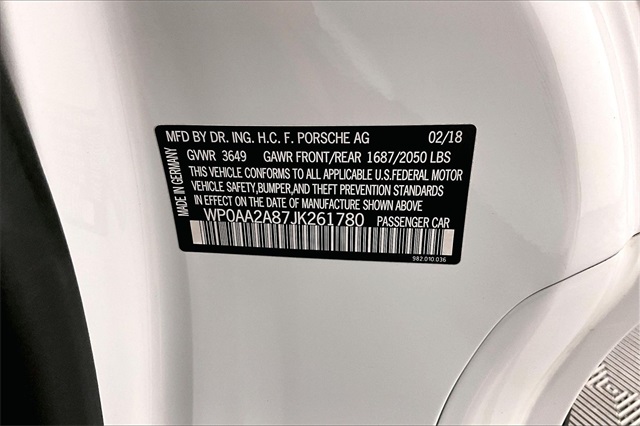 MFD BY DR. ING. H.C. F. PORSCHE AG 02/18
GVWR 3649 GAWR FRONT/REAR 1687/2050 LBS
THIS VEHICLE CONFORMS TO ALL APPLICABLE U.S.FEDERAL MOTOR
VEHICLE SAFETY,BUMPER,AND THEFT PREVENTION STANDARDS
IN EFFECT ON THE DATE OF MANUFACTURE SHOWN ABOVE
WP0AA2A87JK261780 PASSENGER CAR
982.010.036
MADE IN GERMANY